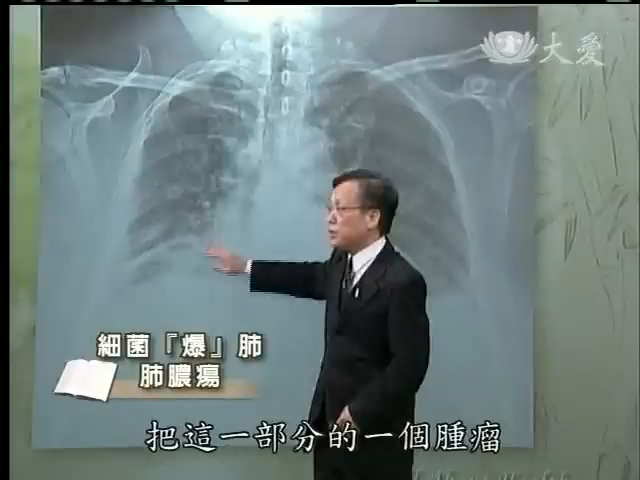 大愛
細菌『爆』肺
肺膿瘍
把這一部分的一個腫瘤